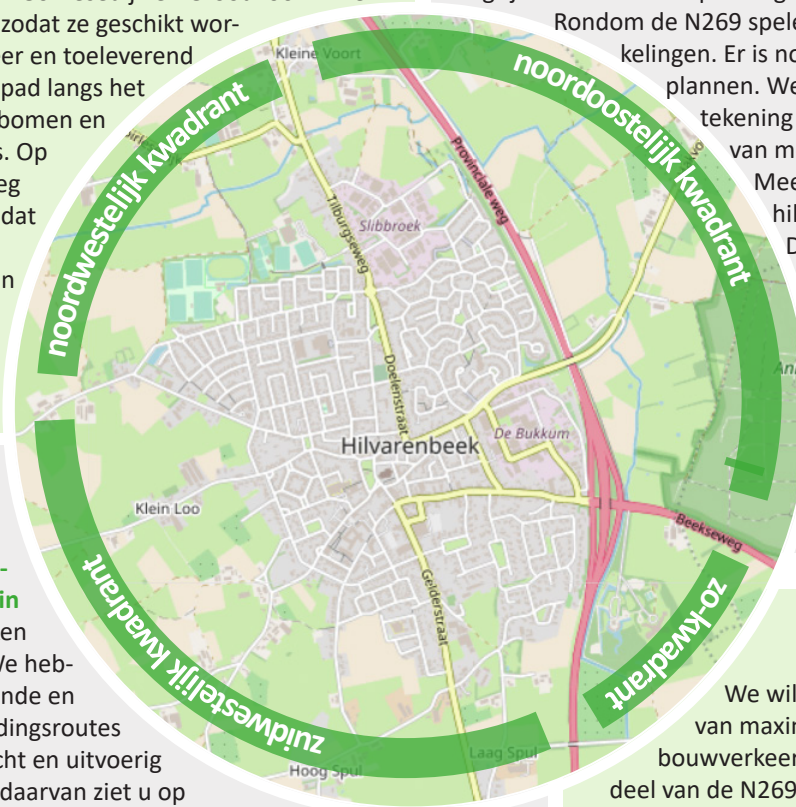 zodat ze geschikt wor-
eer en toeleverend
pad langs het
bomen en
s. Op
eg
dat
n
Rondom de N269 spele
kelingen. Er is no
plannen. We
tekening
van m
Mee
hil
D
noordwestelijk kwadrant
noordoostelijk kwadrant
Kleine Voort
Provinciale weg
Tilburgseweg
Slibbroek
Doelenstraat
Hilvarenbeek
De Bukkum
Klein Loo
Beekseweg
Gelderstraat
zuidwestelijk kwadrant
zo-kwadrant
Hoog Spul
Laag Spul
-
in
en
We heb-
nde en
dingsroutes
cht en uitvoerig
daarvan ziet u op
We wil
van maxim
bouwverkeer
deel van de N269